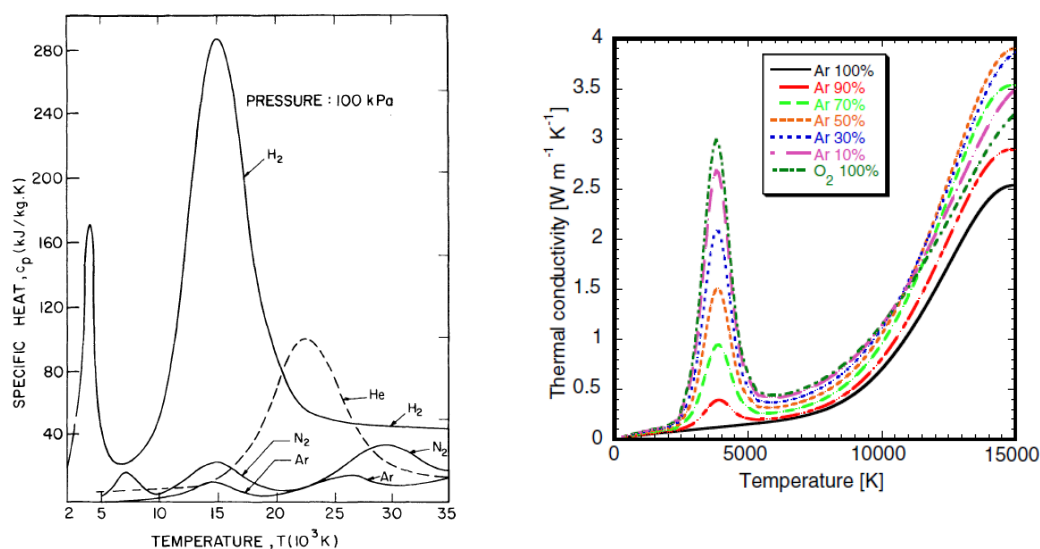 SPECIFIC HEAT, cp (kJ/kg.K)
280
240
200
160
120
80
40
PRESSURE : 100 kPa
H2
He
H2
N2
N2
Ar
Ar
2 5 10 15 20 25 30 35
TEMPERATURE, T(10³K)
Thermal conductivity [W m⁻¹ K⁻¹]
4
3.5
3
2.5
2
1.5
1
0.5
0
Ar 100%
Ar 90%
Ar 70%
Ar 50%
Ar 30%
Ar 10%
O2 100%
0 5000 10000 15000
Temperature [K]